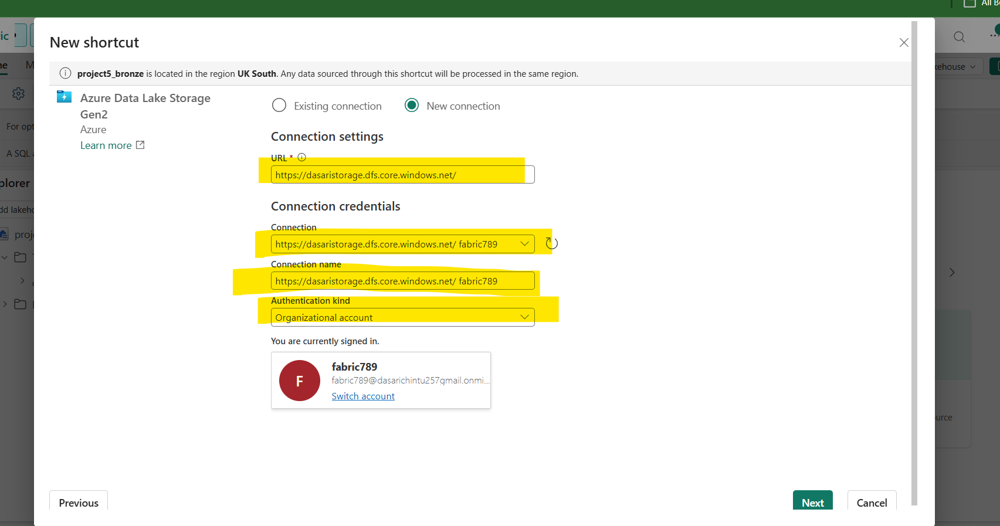 All B
ic
New shortcut
ne
M
project5_bronze is located in the region UK South. Any data sourced through this shortcut will be processed in the same region.
kehouse
Azure Data Lake Storage
Gen2
Azure
Learn more
Existing connection
New connection
For opt
A SQL a
Connection settings
URL *
https://dasaristorage.dfs.core.windows.net/
plorer
Connection credentials
dd lakeho
Connection
https://dasaristorage.dfs.core.windows.net/ fabric789
proj
Connection name
https://dasaristorage.dfs.core.windows.net/ fabric789
Authentication kind
Organizational account
You are currently signed in.
F
fabric789
fabric789@dasarichintu257gmail.onmi...
Switch account
urce
Previous
Next
Cancel